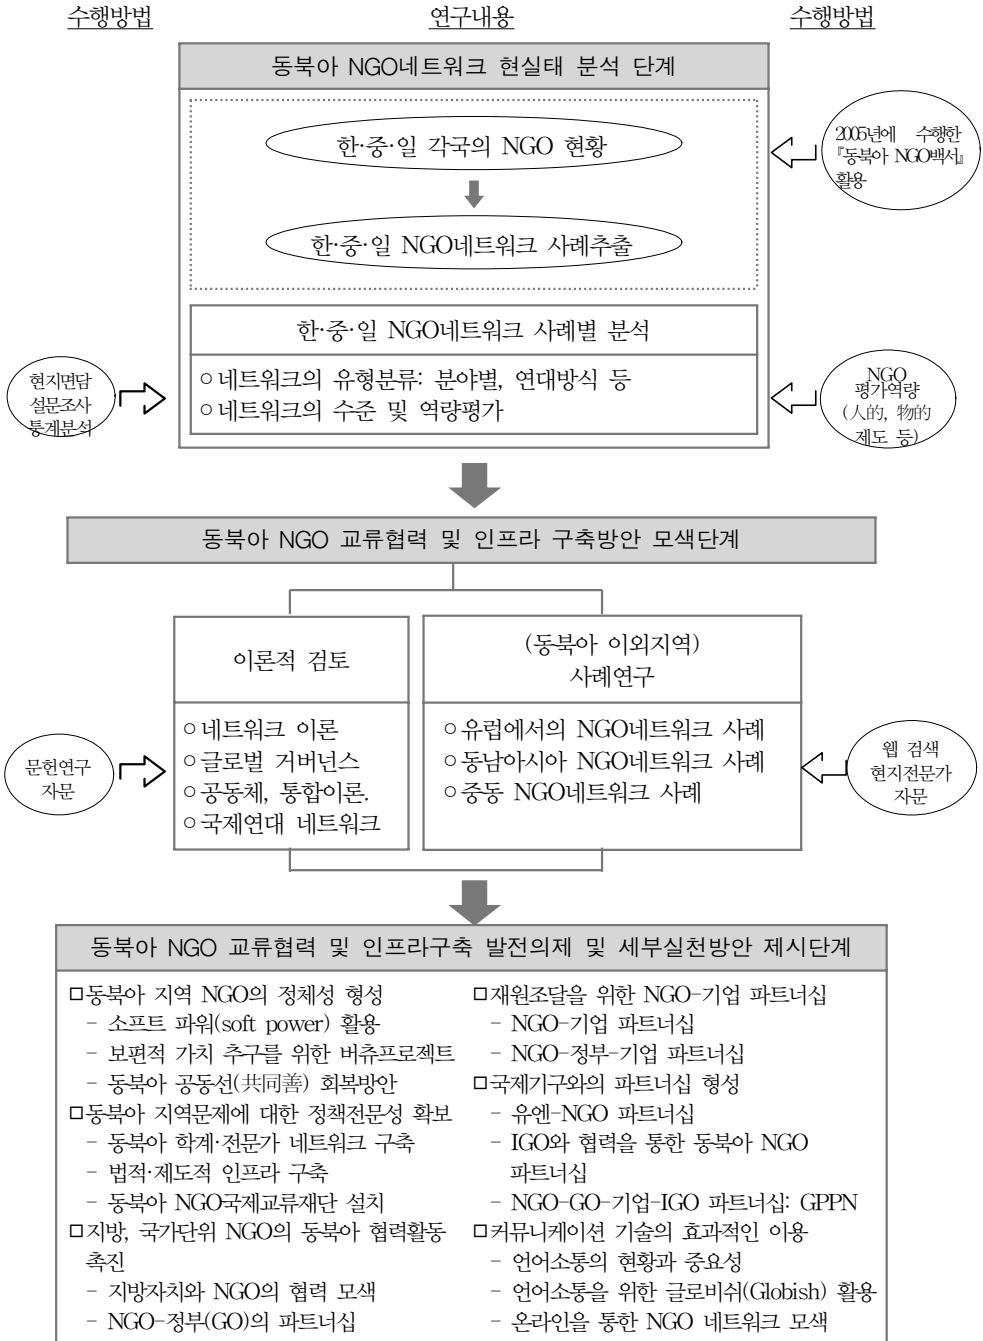 수행방법 연구내용 수행방법
동북아 NGO네트워크 현실태 분석 단계
한·중·일 각국의 NGO 현황
2005년에 수행한
『동북아 NGO백서』
활용
한·중·일 NGO네트워크 사례추출
한·중·일 NGO네트워크 사례별 분석
○네트워크의 유형분류: 분야별, 연대방식 등
○네트워크의 수준 및 역량평가
현지면담
설문조사
통계분석
NGO
평가역량
(人的, 物的
제도 등)
동북아 NGO 교류협력 및 인프라 구축방안 모색단계
이론적 검토
○네트워크 이론
○글로벌 거버넌스
○공동체, 통합이론.
○국제연대 네트워크
(동북아 이외지역)
사례연구
○유럽에서의 NGO네트워크 사례
○동남아시아 NGO네트워크 사례
○중동 NGO네트워크 사례
문헌연구
자문
웹 검색
현지전문가
자문
동북아 NGO 교류협력 및 인프라구축 발전의제 및 세부실천방안 제시단계
□동북아 지역 NGO의 정체성 형성
- 소프트 파워(soft power) 활용
- 보편적 가치 추구를 위한 버츄프로젝트
- 동북아 공동선(共同善) 회복방안
□동북아 지역문제에 대한 정책전문성 확보
- 동북아 학계·전문가 네트워크 구축
- 법적·제도적 인프라 구축
- 동북아 NGO국제교류재단 설치
□지방, 국가단위 NGO의 동북아 협력활동
촉진
- 지방자치와 NGO의 협력 모색
- NGO-정부(GO)의 파트너십
□재원조달을 위한 NGO-기업 파트너십
- NGO-기업 파트너십
- NGO-정부-기업 파트너십
□국제기구와의 파트너십 형성
- 유엔-NGO 파트너십
- IGO와 협력을 통한 동북아 NGO
파트너십
- NGO-GO-기업-IGO 파트너십: GPPN
□커뮤니케이션 기술의 효과적인 이용
- 언어소통의 현황과 중요성
- 언어소통을 위한 글로비쉬(Globish) 활용
- 온라인을 통한 NGO 네트워크 모색